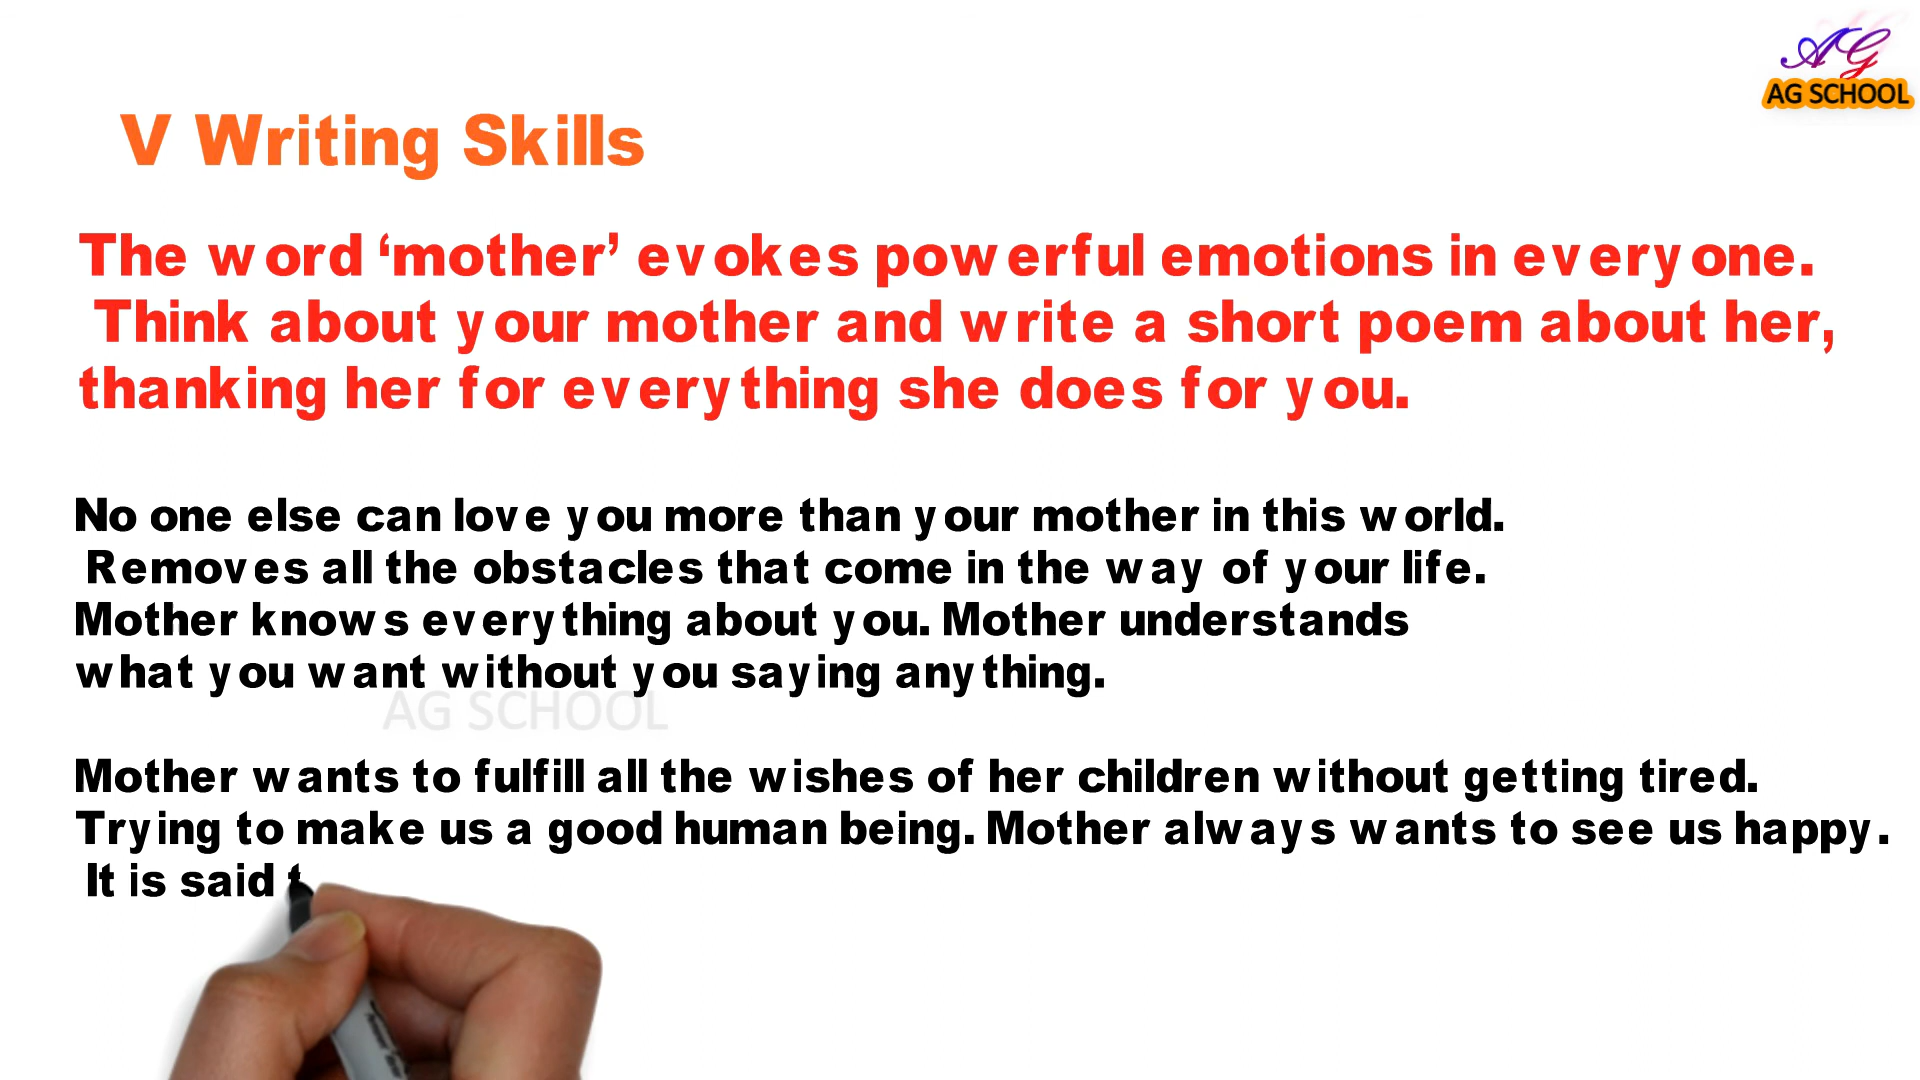 AG
AG SCHOOL
V Writing Skills
The word ‘mother’ evokes powerful emotions in everyone.
Think about your mother and write a short poem about her,
thanking her for everything she does for you.
No one else can love you more than your mother in this world.
Removes all the obstacles that come in the way of your life.
Mother knows everything about you. Mother understands
what you want without you saying anything.
AG SCHOOL
Mother wants to fulfill all the wishes of her children without getting tired.
Trying to make us a good human being. Mother always wants to see us happy.
It is said t